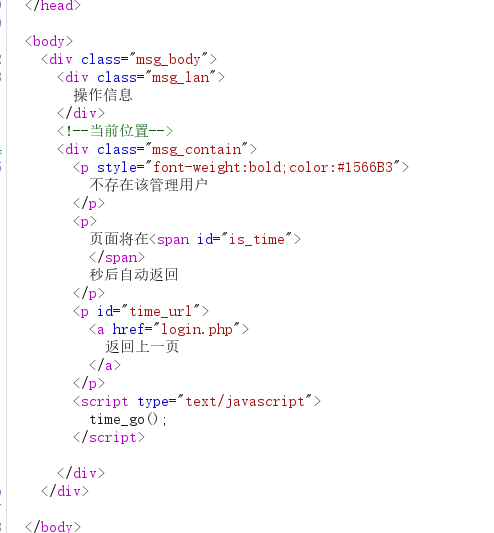 </head>
<body>
<div class="msg_body">
<div class="msg_lan">
操作信息
</div>
<!--当前位置-->
<div class="msg_contain">
<p style="font-weight:bold;color:#1566B3">
不存在该管理用户
</p>
<p>
页面将在<span id="is_time">
</span>
秒后自动返回
</p>
<p id="time_url">
<a href="login.php">
返回上一页
</a>
</p>
<script type="text/javascript">
time_go();
</script>
</div>
</div>
</body>